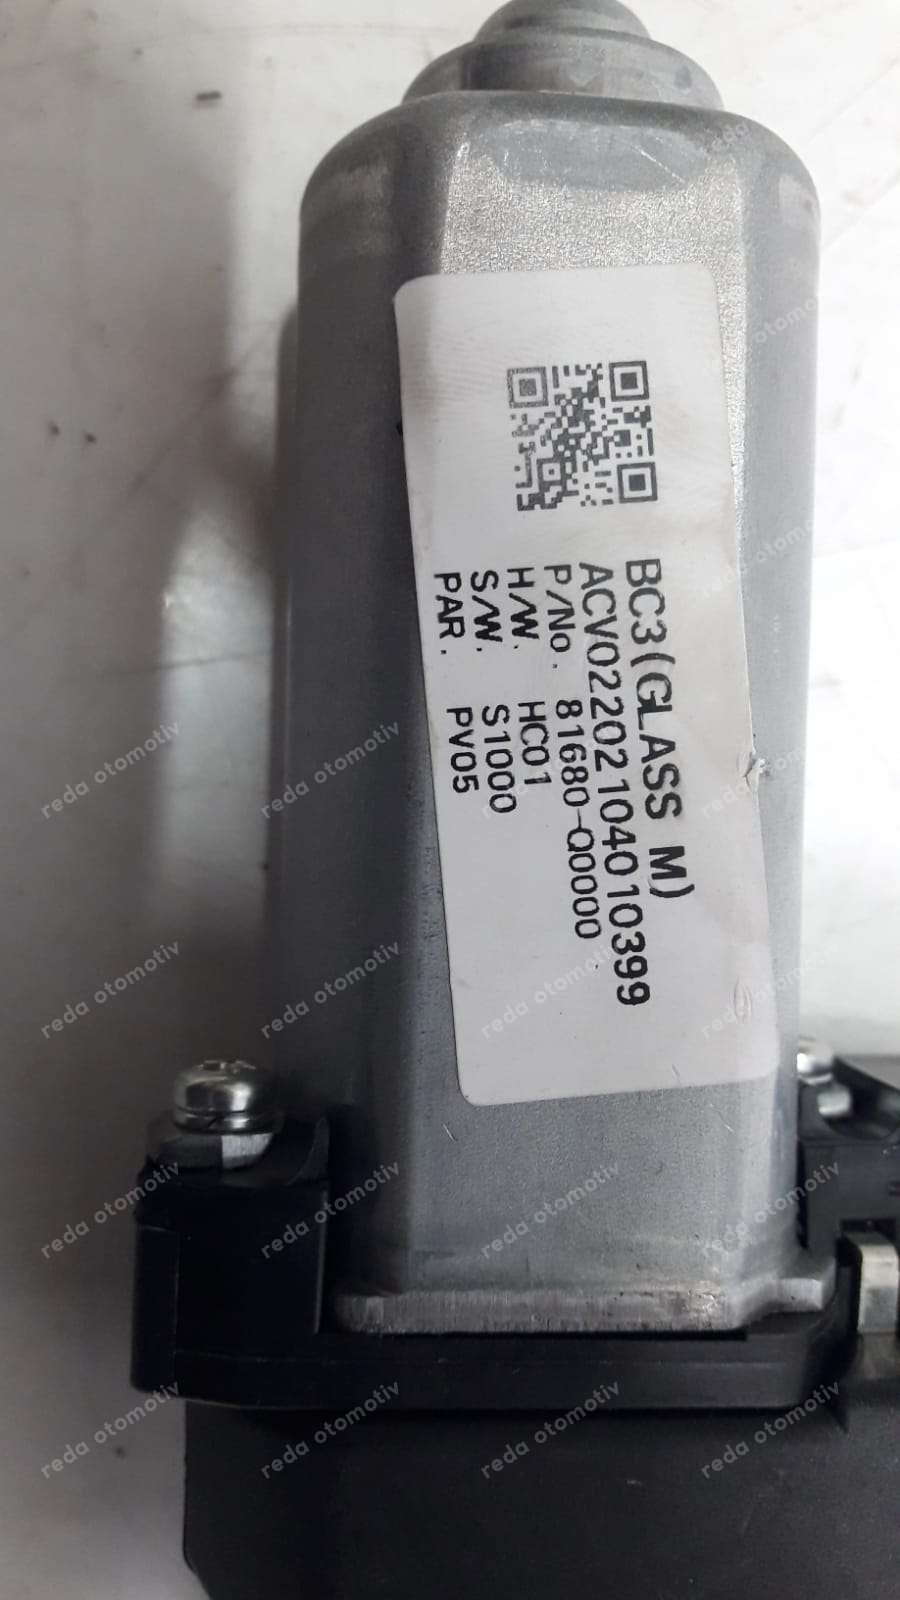 BC3(GLASS M)
ACV02202104010399
P/No. 81680-Q0000
H/W. HC01
S/W. S1000
PAR. PV05
reda otomotiv